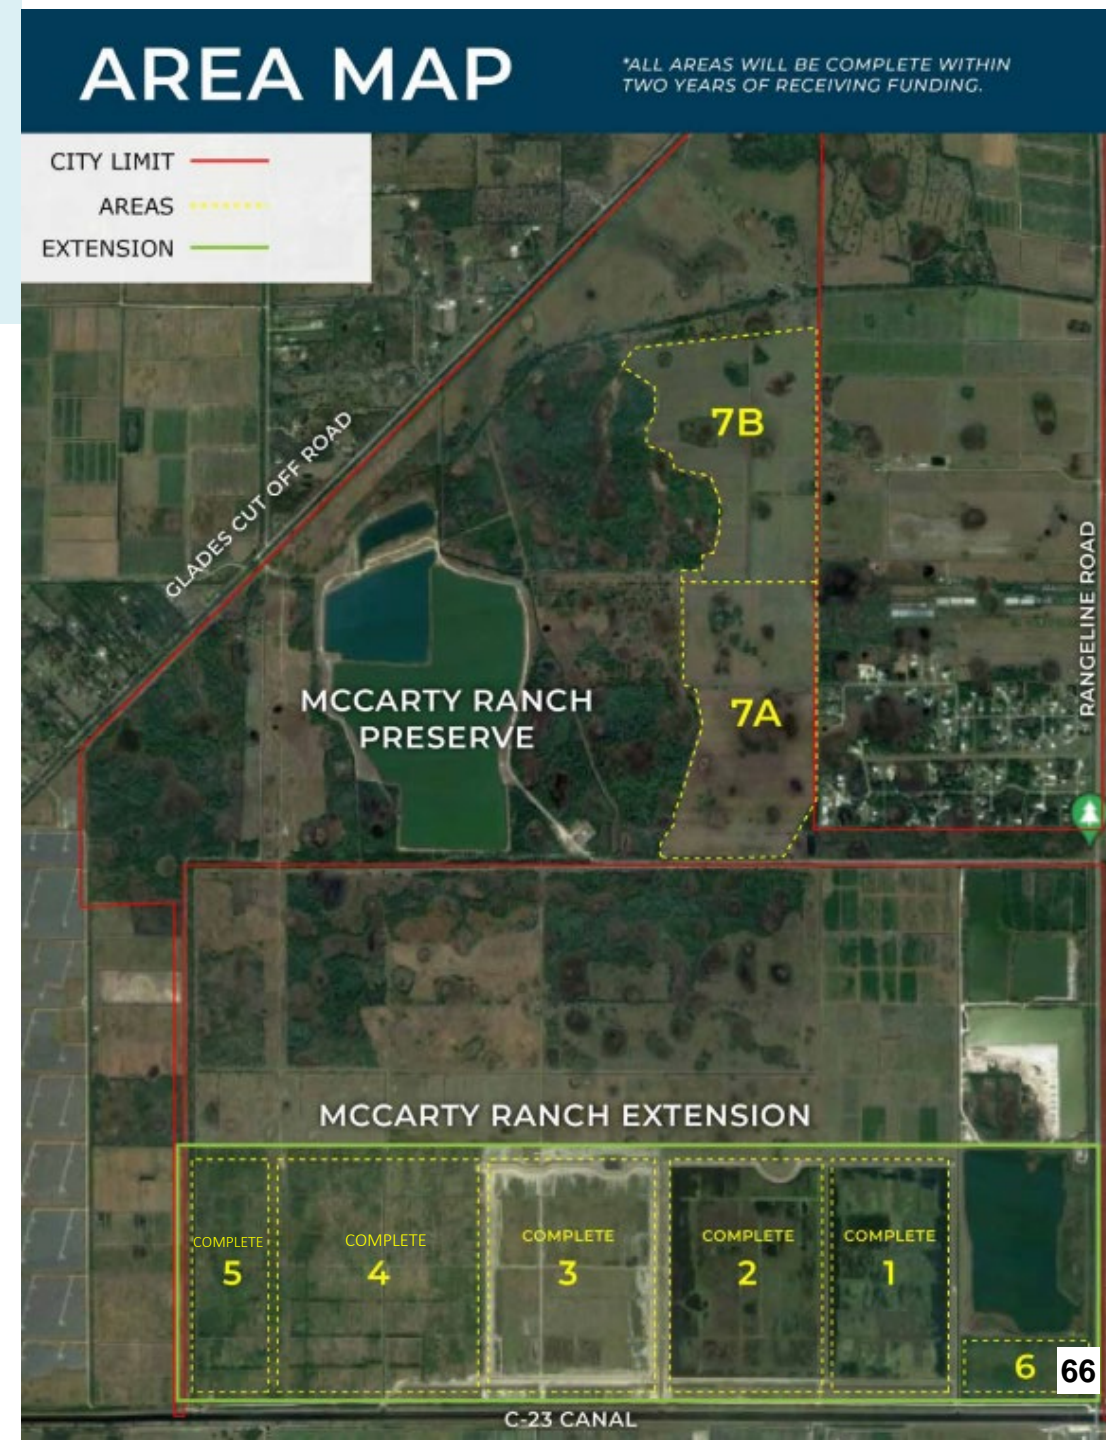 AREA MAP
*ALL AREAS WILL BE COMPLETE WITHIN
TWO YEARS OF RECEIVING FUNDING.
CITY LIMIT
AREAS
EXTENSION
GLADES CUT OFF ROAD
7B
RANGELINE ROAD
MCCARTY RANCH
PRESERVE
7A
MCCARTY RANCH EXTENSION
COMPLETE
5
COMPLETE
4
COMPLETE
3
COMPLETE
2
COMPLETE
1
6
66
C-23 CANAL